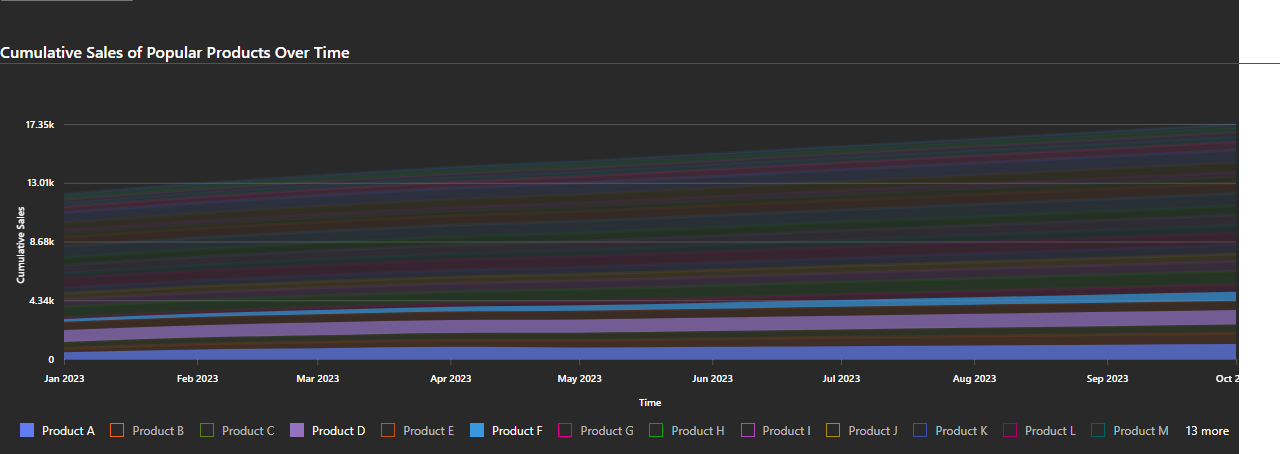 Cumulative Sales of Popular Products Over Time
17.35k
13.01k
8.68k
4.34k
0
Cumulative Sales
Jan 2023 Feb 2023 Mar 2023 Apr 2023 May 2023 Jun 2023 Jul 2023 Aug 2023 Sep 2023 Oct 2
Time
Product A Product B Product C Product D Product E Product F Product G Product H Product I Product J Product K Product L Product M 13 more